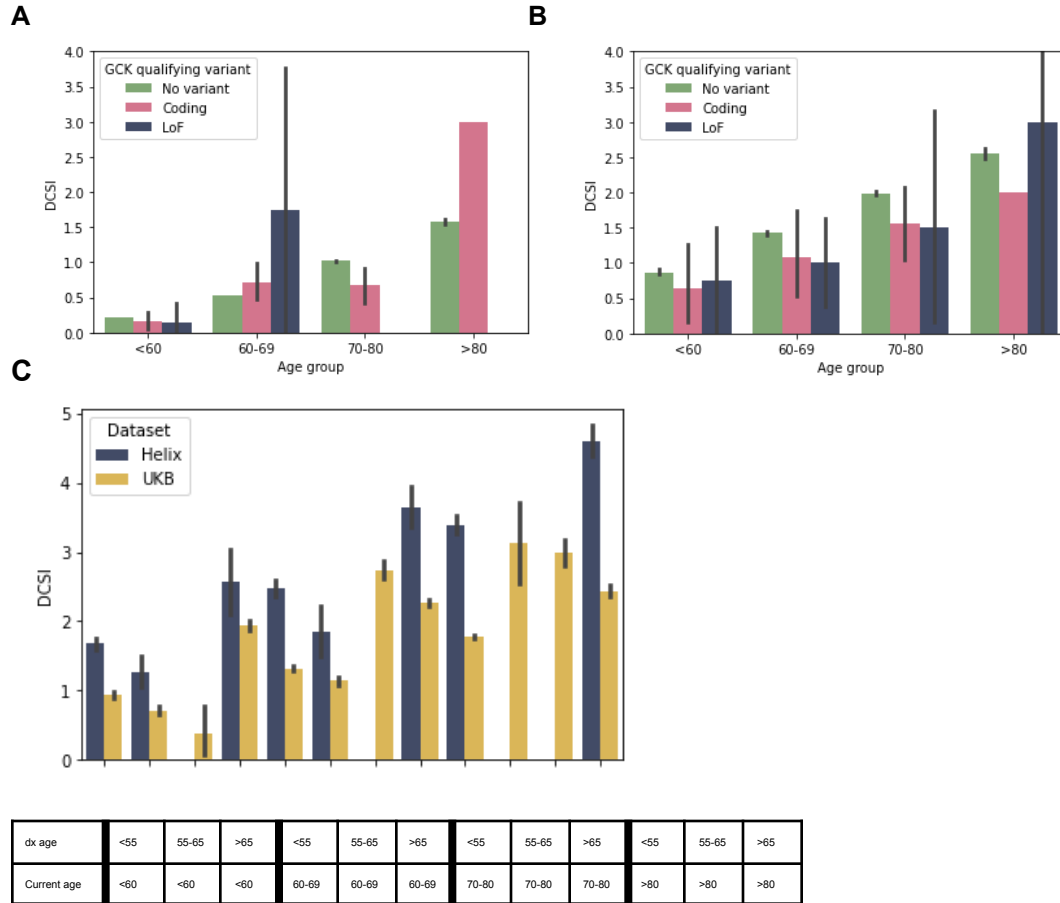 A
B
4.0
3.5
3.0
2.5
2.0
1.5
1.0
0.5
0.0
DCSI
GCK qualifying variant
No variant
Coding
LoF
<60
60-69
70-80
>80
Age group
4.0
3.5
3.0
2.5
2.0
1.5
1.0
0.5
0.0
DCSI
GCK qualifying variant
No variant
Coding
LoF
<60
60-69
70-80
>80
Age group
C
5
4
3
2
1
0
DCSI
Dataset
Helix
UKB
dx age <55 55-65 >65 <55 55-65 >65 <55 55-65 >65 <55 55-65 >65
Current age <60 <60 <60 60-69 60-69 60-69 70-80 70-80 70-80 >80 >80 >80